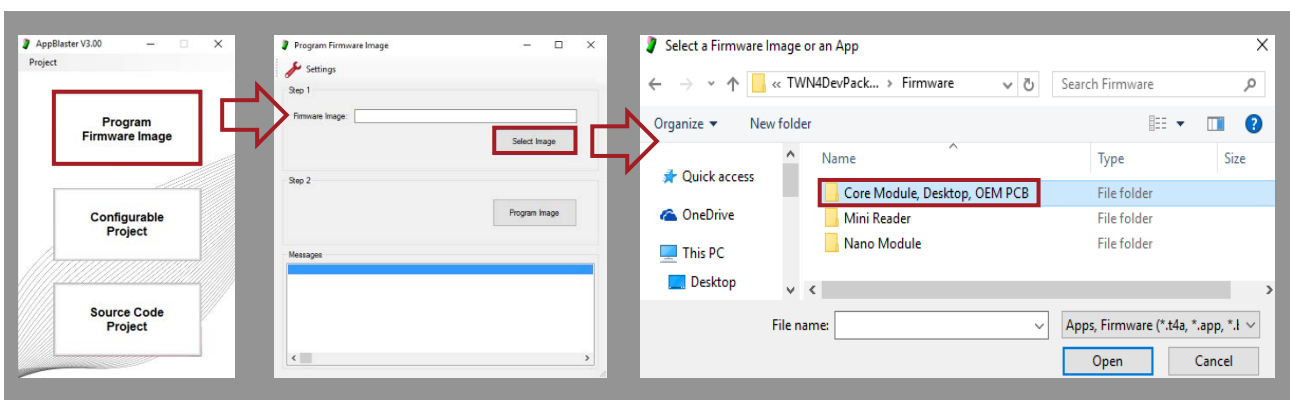 AppBlaster V3.00
Project
Program
Firmware Image
Configurable
Project
Source Code
Project
Program Firmware Image
Settings
Step 1
Firmware Image:
Select Image
Step 2
Program Image
Messages
Select a Firmware Image or an App
« TWN4DevPack... › Firmware
Search Firmware
Organize
New folder
Name Type Size
Quick access
OneDrive
This PC
Desktop
Core Module, Desktop, OEM PCB File folder
Mini Reader File folder
Nano Module File folder
File name:
Apps, Firmware (*.t4a, *.app, *.
Open Cancel